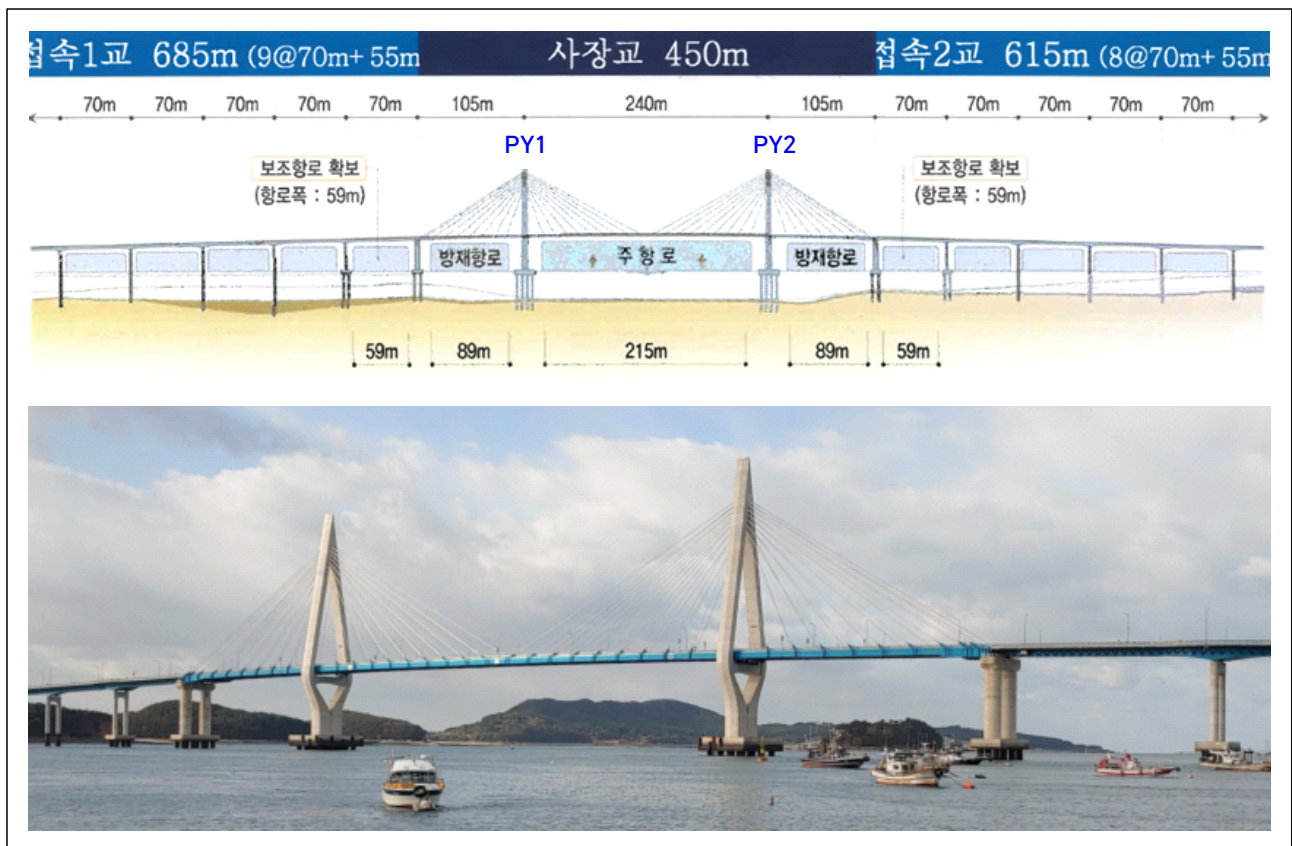 접속1교 685m (9@70m+ 55m 사장교 450m 접속2교 615m (8@70m+ 55m
70m 70m 70m 70m 70m 105m 240m 105m 70m 70m 70m 70m 70m
PY1 PY2
보조항로 확보
(항로폭 : 59m)
보조항로 확보
(항로폭 : 59m)
방재항로 주 항 로 방재항로
59m 89m 215m 89m 59m